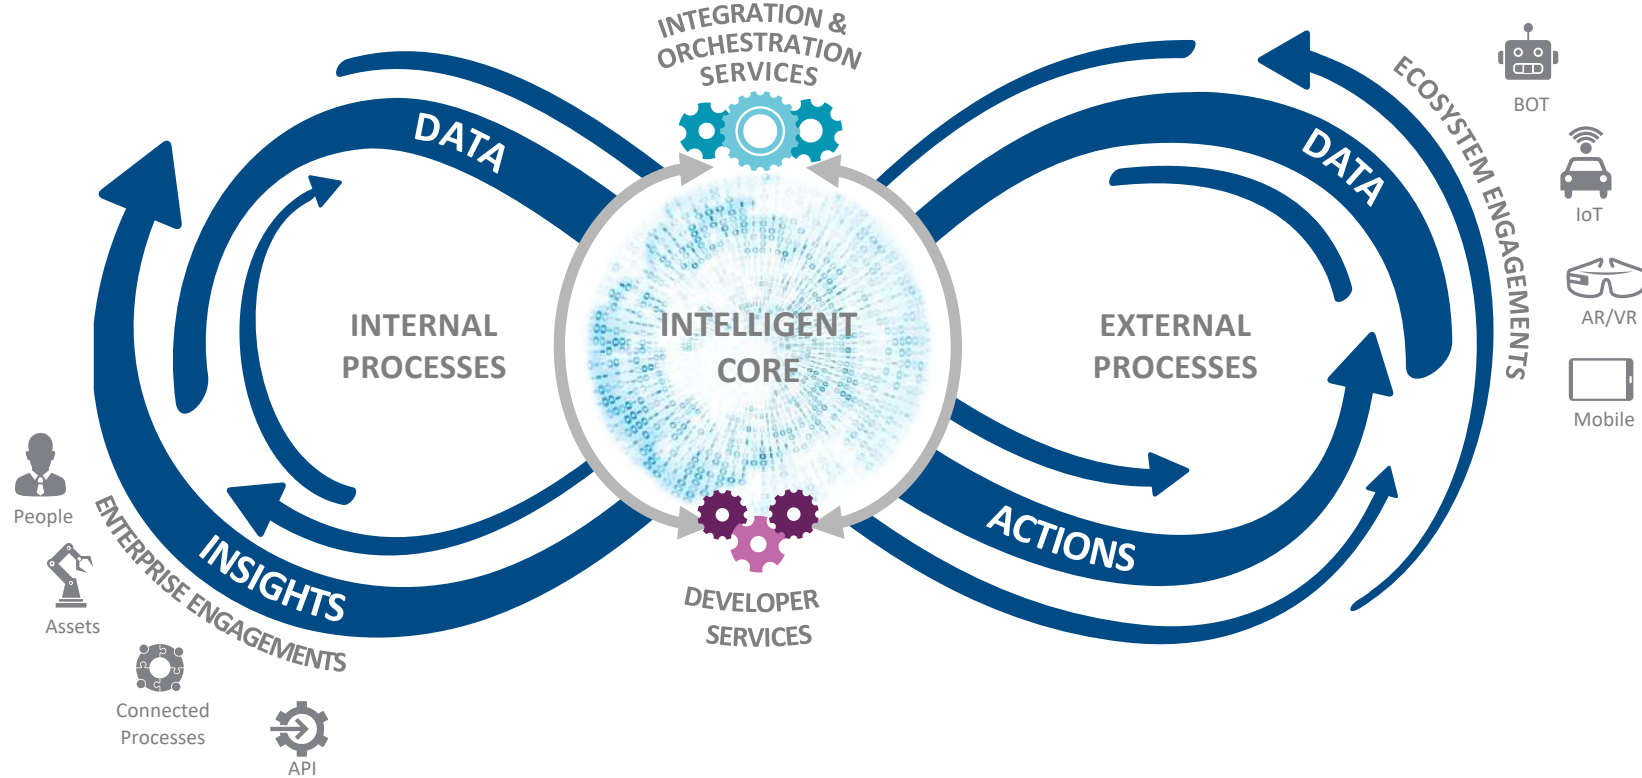 INTEGRATION &
ORCHESTRATION
SERVICES
DATA
DATA
ECOSYSTEM ENGAGEMENTS
BOT
IoT
AR/VR
Mobile
INTERNAL
PROCESSES
INTELLIGENT
CORE
EXTERNAL
PROCESSES
People
Assets
Connected
Processes
API
ENTERPRISE ENGAGEMENTS
INSIGHTS
ACTIONS
DEVELOPER
SERVICES